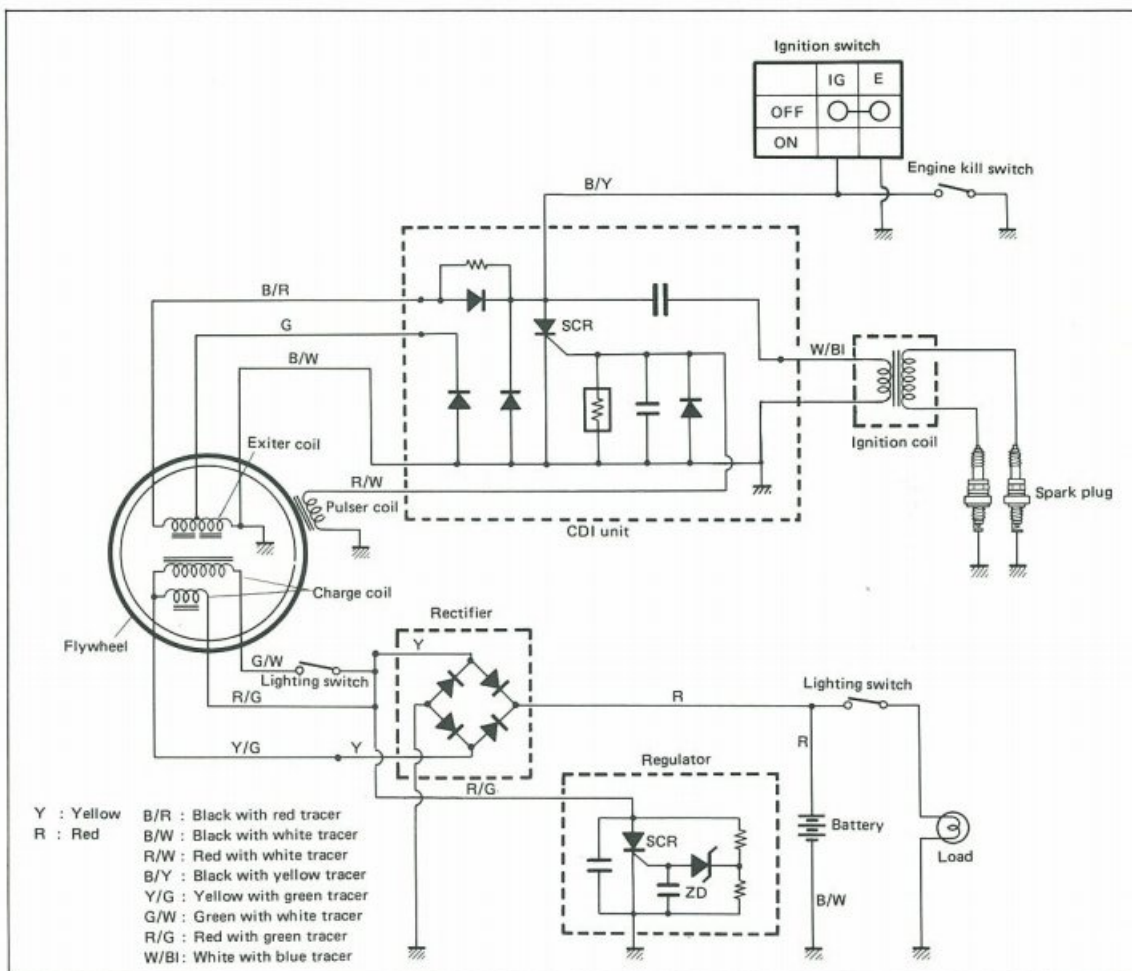 Ignition switch
IG E
OFF
ON
Engine kill switch
B/Y
B/R
SCR
G
B/W
W/Bl
Ignition coil
Exiter coil
R/W
Pulser coil
Spark plug
CDI unit
Charge coil
Rectifier
Flywheel
Y
G/W
Lighting switch
Lighting switch
R/G
R
Y/G Y
R
Regulator
R/G
SCR
Battery
Load
ZD
B/W
Y : Yellow
R : Red
B/R : Black with red tracer
B/W : Black with white tracer
R/W : Red with white tracer
B/Y : Black with yellow tracer
Y/G : Yellow with green tracer
G/W : Green with white tracer
R/G : Red with green tracer
W/Bl : White with blue tracer